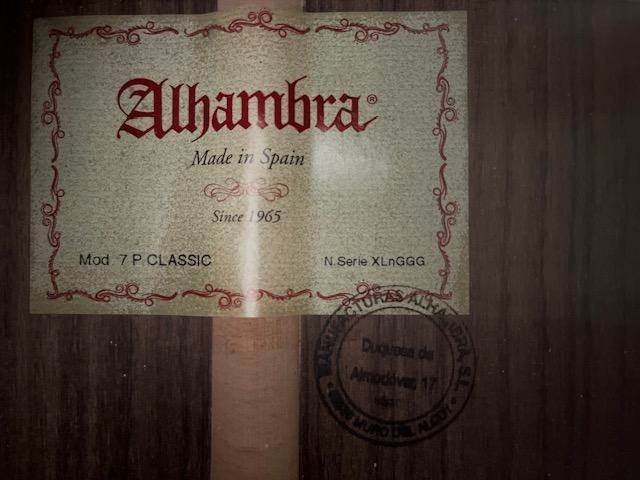 Alhambra®
Made in Spain
Since 1965
Mod 7 P CLASSIC
N.Serie XLnGGG
MANUFACTURAS ALHAMBRA, S.L.
Duquesa de
Almodóvar, 17
MURO DEL ALCOY